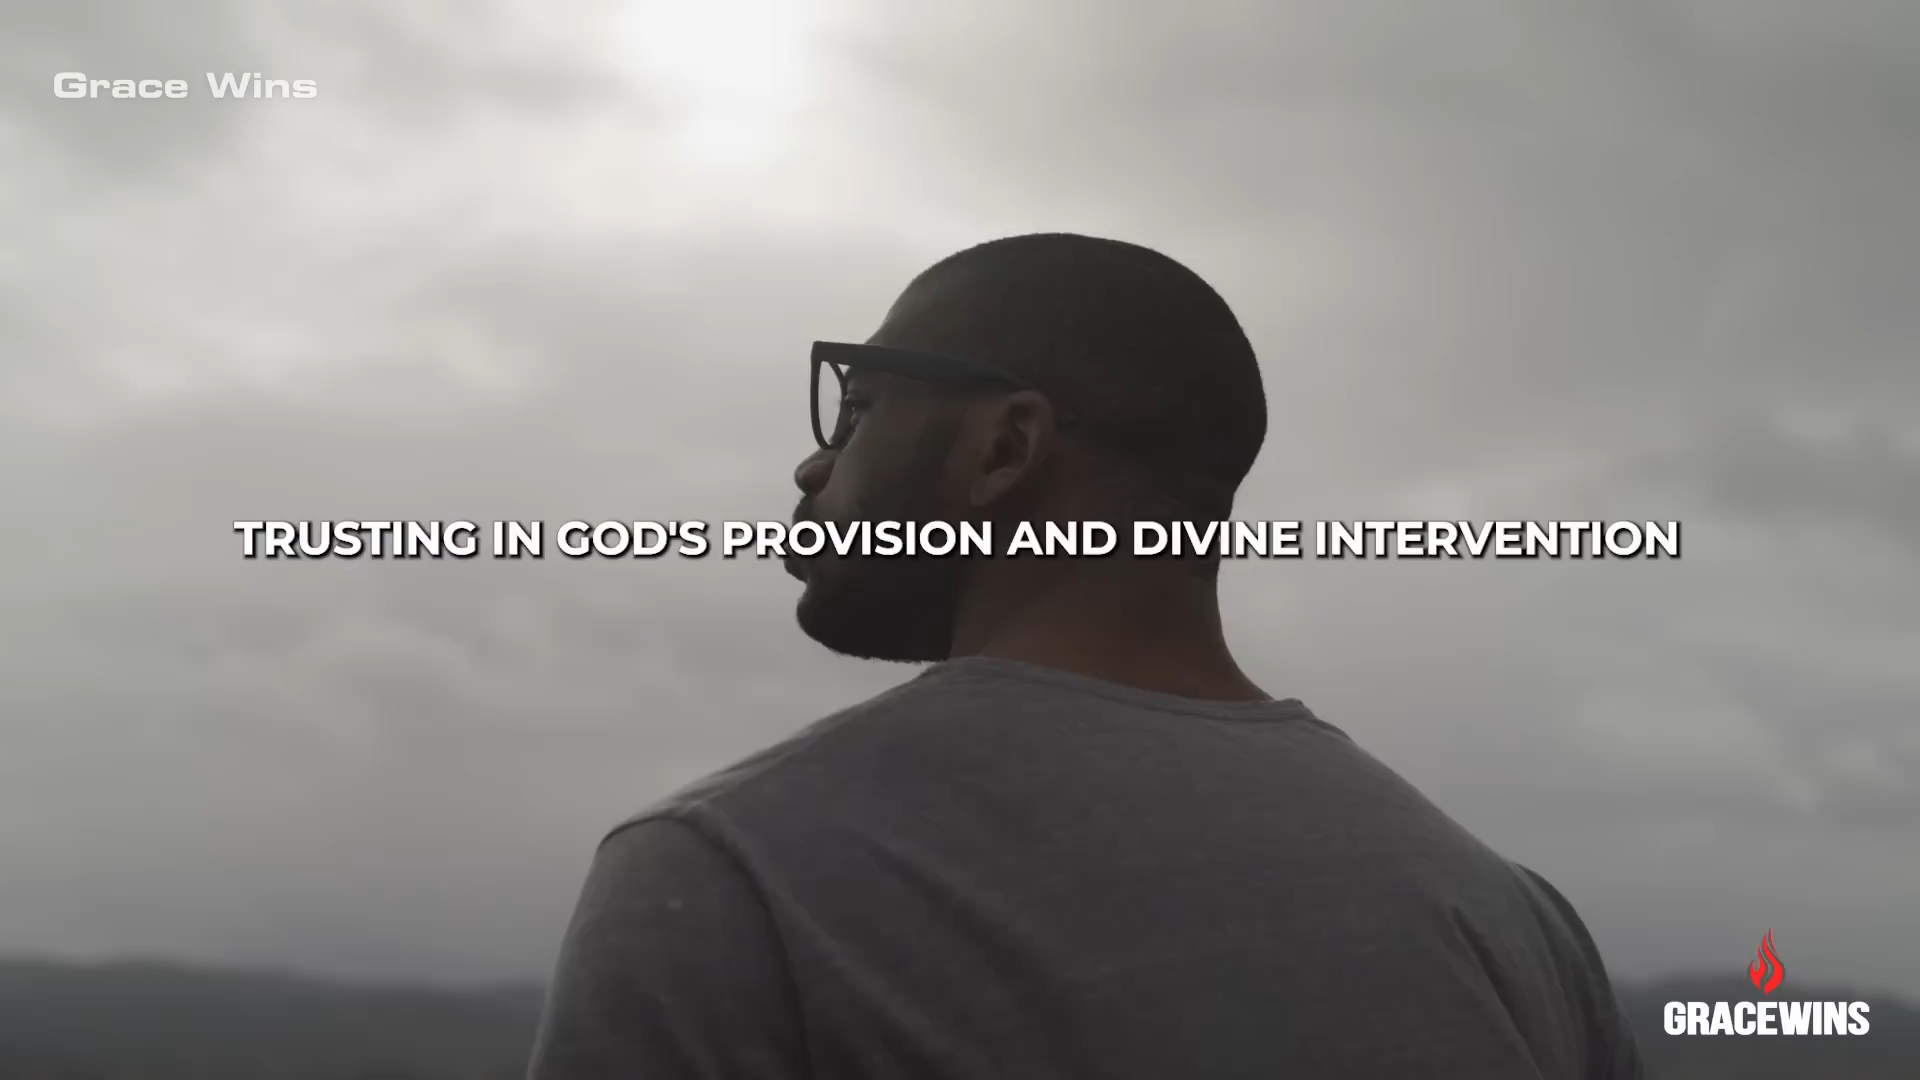 Grace Wins
TRUSTING IN GOD'S PROVISION AND DIVINE INTERVENTION
GRACEWINS